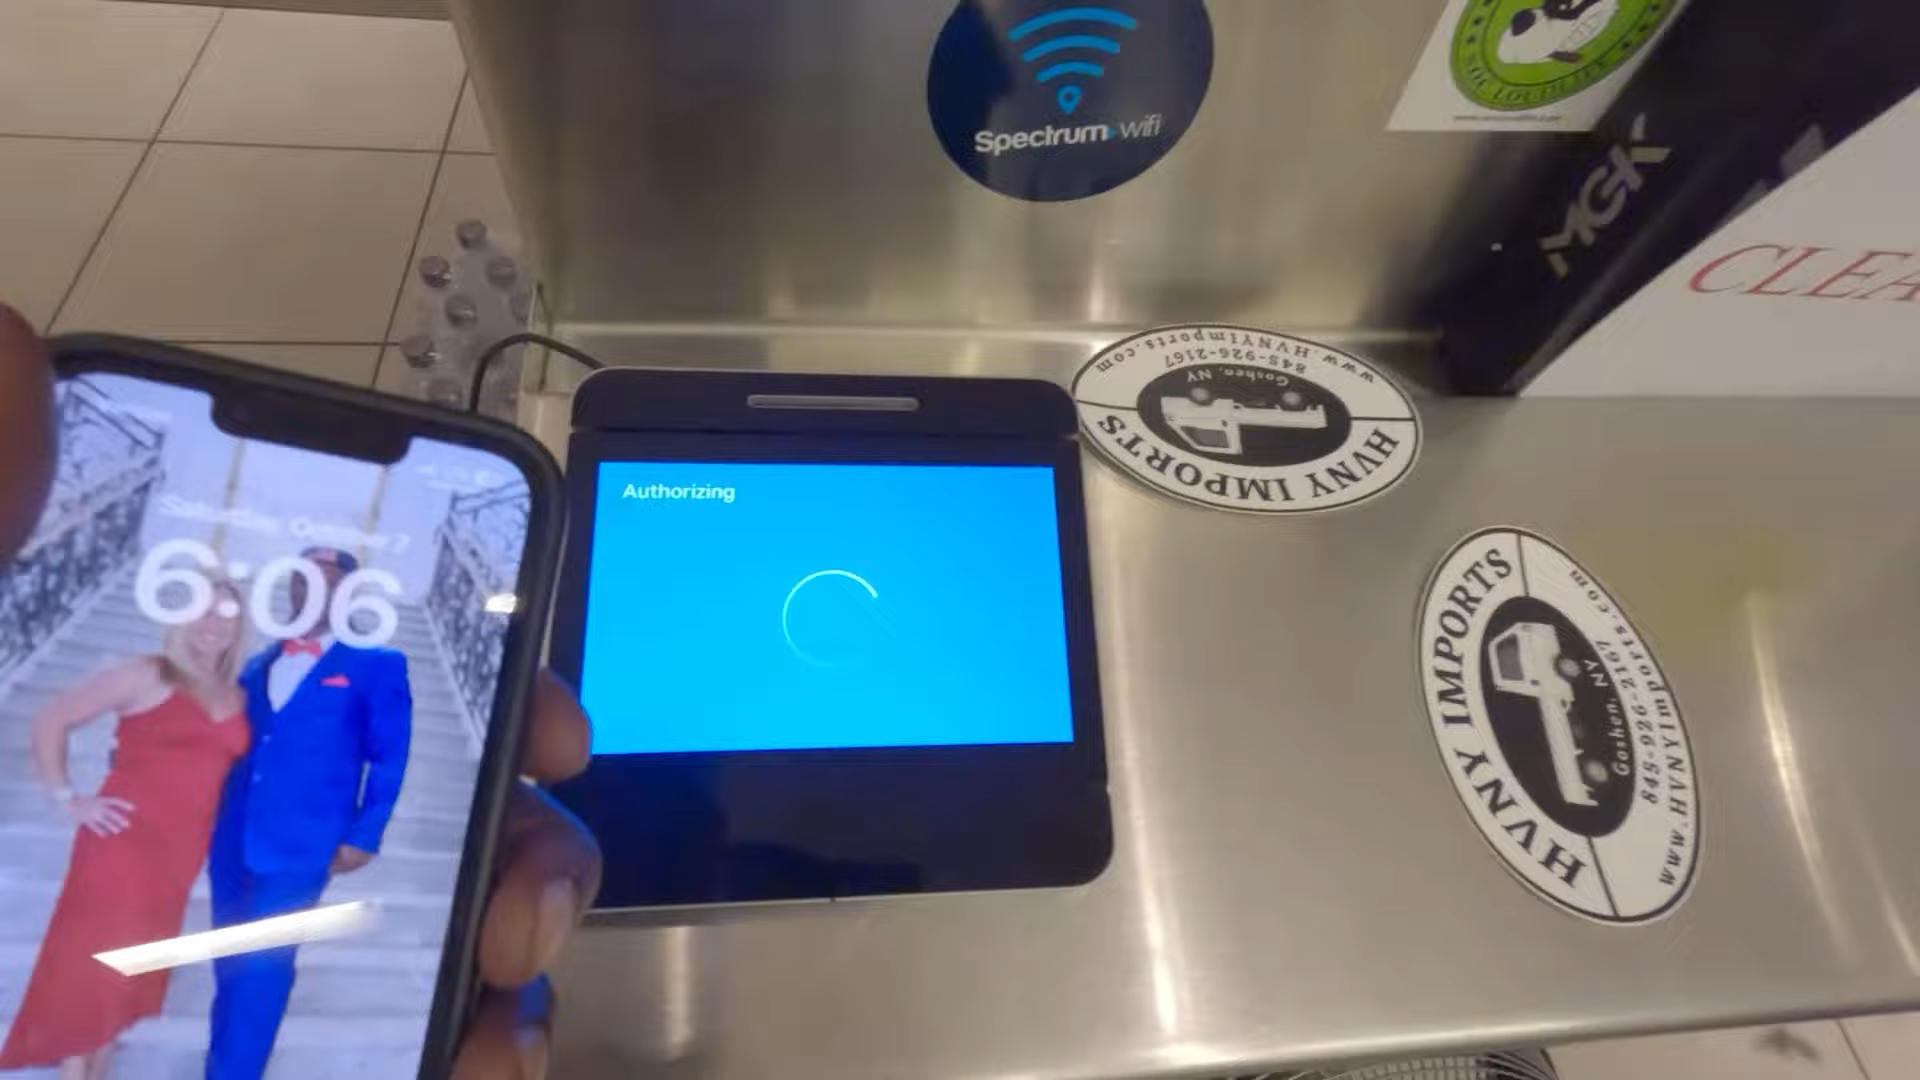 Spectrum wifi
MGK
CLEA
Saturday, October 7
6:06
Authorizing
HVNY IMPORTS
Goshen, NY
845-926-2167
www.HVNYImports.com
HVNY IMPORTS
Goshen, NY
845-926-2167
www.HVNYImports.com